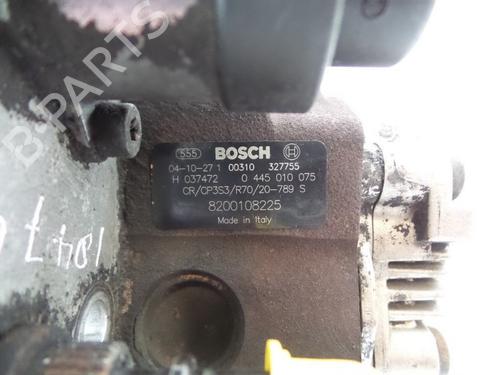 B-PARTS
555 BOSCH
04-10-27 1 00310 327755
H 037472 0 445 010 075
CR/CP3S3/R70/20-789 S
8200108225
Made in Italy